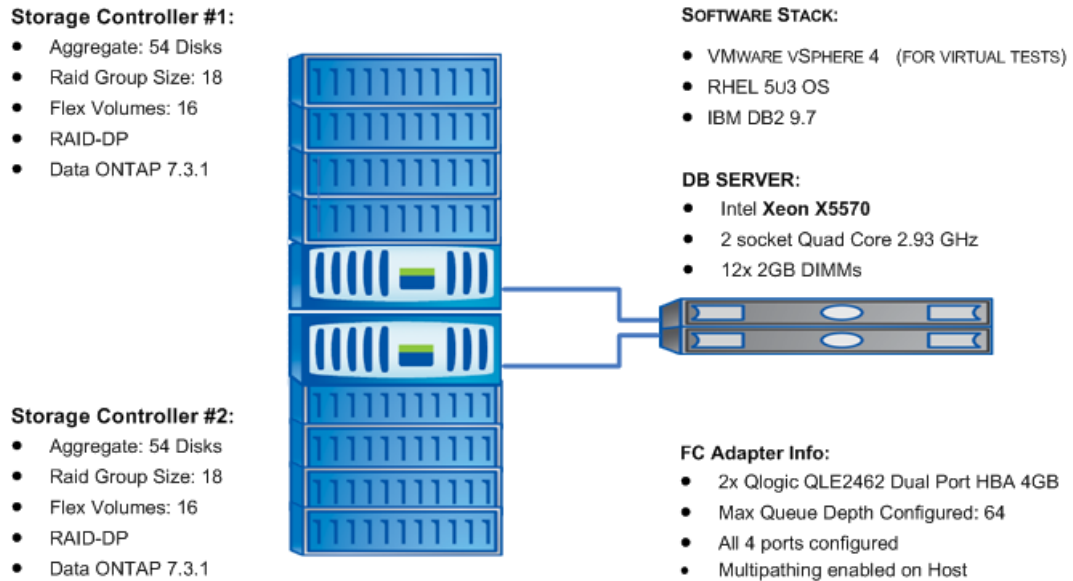 Storage Controller #1:
• Aggregate: 54 Disks
• Raid Group Size: 18
• Flex Volumes: 16
• RAID-DP
• Data ONTAP 7.3.1
SOFTWARE STACK:
• VMWARE VSPHERE 4 (FOR VIRTUAL TESTS)
• RHEL 5U3 OS
• IBM DB2 9.7
DB SERVER:
• Intel Xeon X5570
• 2 socket Quad Core 2.93 GHz
• 12x 2GB DIMMs
Storage Controller #2:
• Aggregate: 54 Disks
• Raid Group Size: 18
• Flex Volumes: 16
• RAID-DP
• Data ONTAP 7.3.1
FC Adapter Info:
• 2x Qlogic QLE2462 Dual Port HBA 4GB
• Max Queue Depth Configured: 64
• All 4 ports configured
• Multipathing enabled on Host